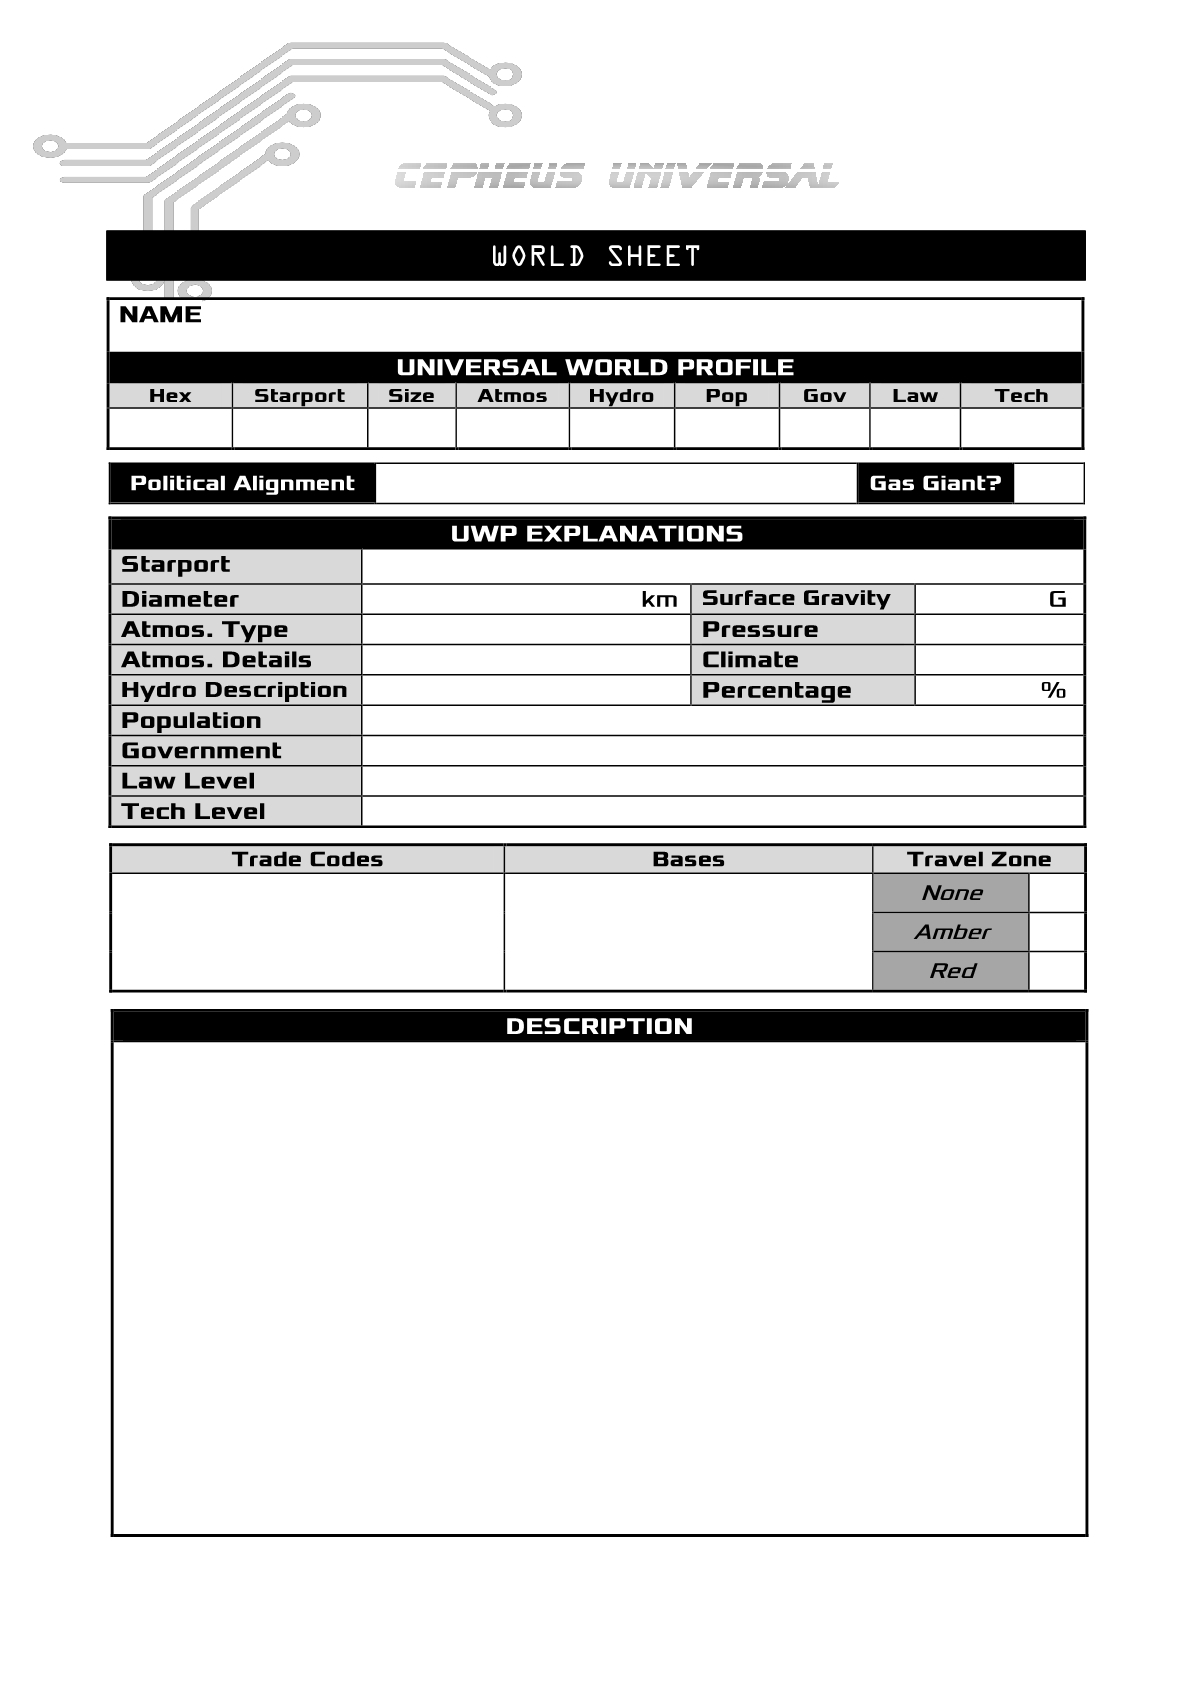 CEPHEUS UNIVERSAL
WORLD SHEET
NAME
UNIVERSAL WORLD PROFILE
Hex Starport Size Atmos Hydro Pop Gov Law Tech
Political Alignment Gas Giant?
UWP EXPLANATIONS
Starport
Diameter km Surface Gravity G
Atmos. Type Pressure
Atmos. Details Climate
Hydro Description Percentage %
Population
Government
Law Level
Tech Level
Trade Codes Bases Travel Zone
None
Amber
Red
DESCRIPTION